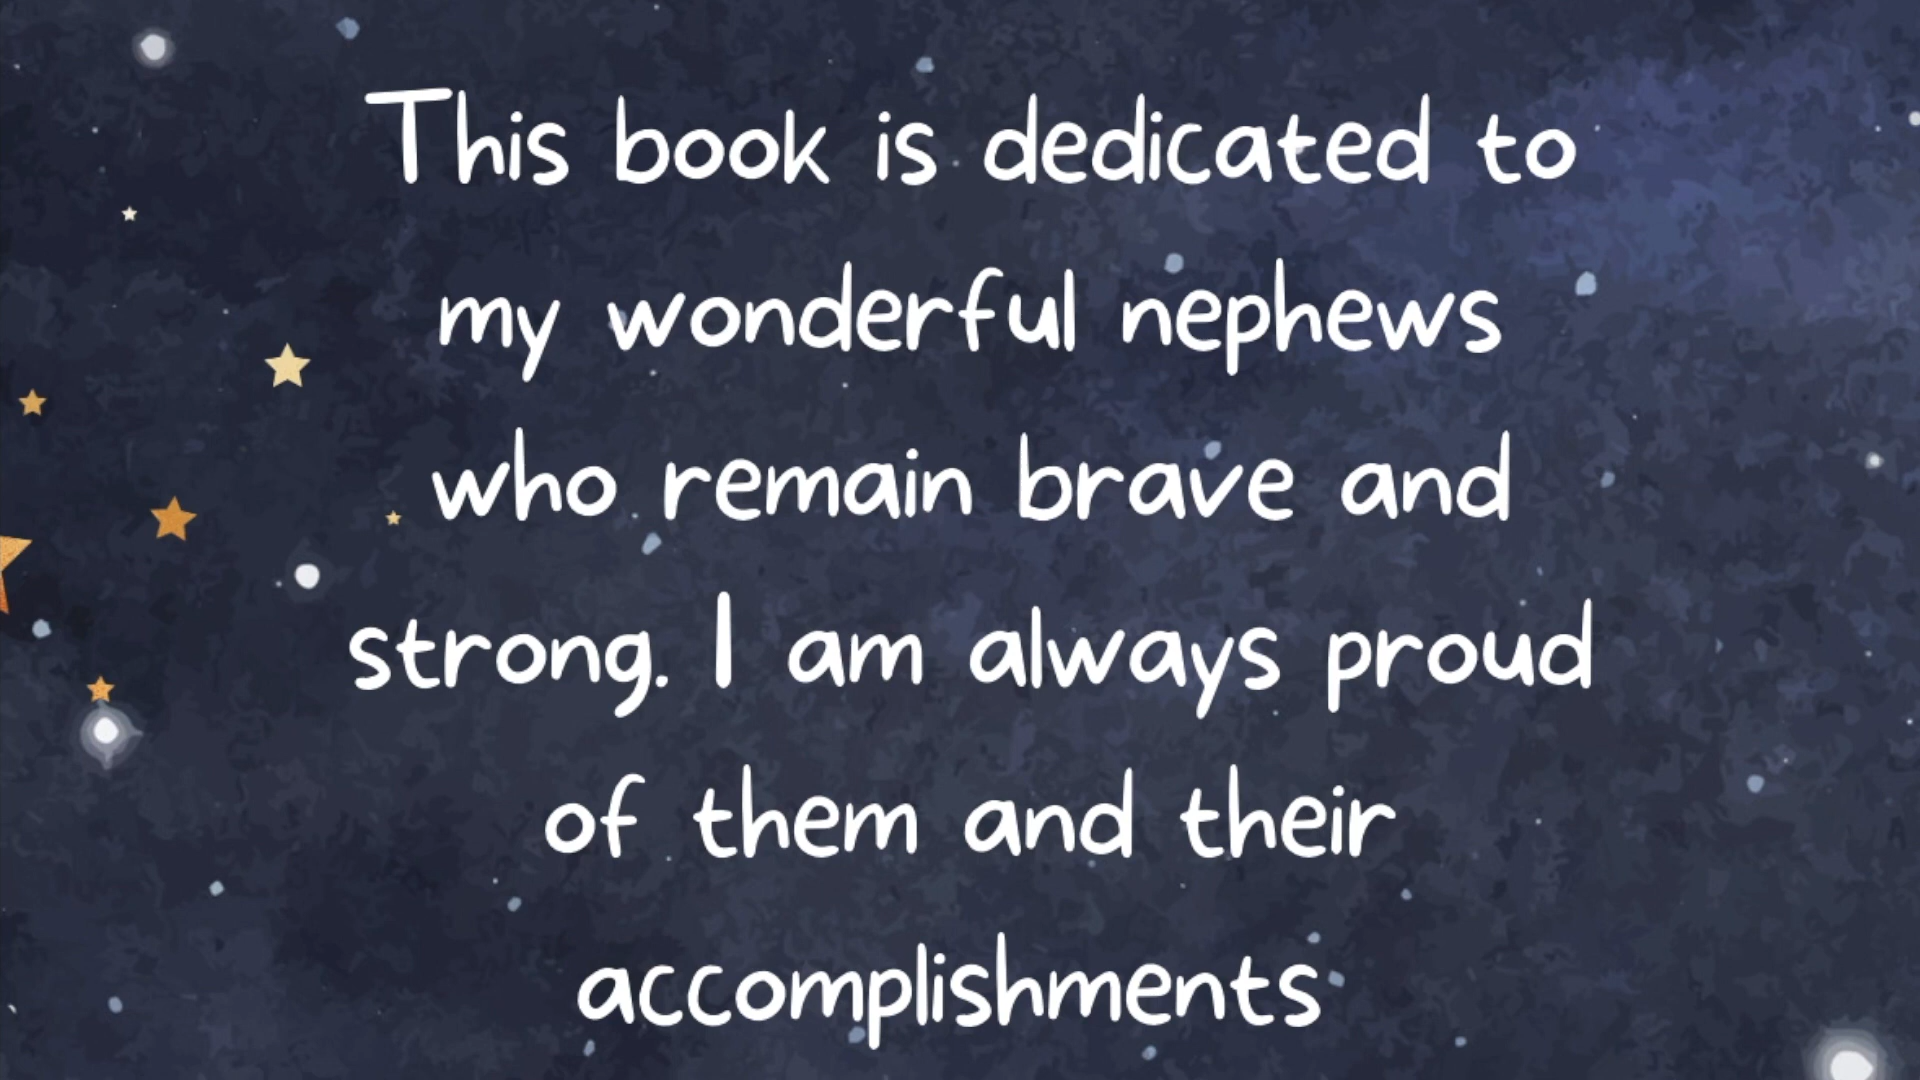 This book is dedicated to
my wonderful nephews
who remain brave and
strong. I am always proud
of them and their
accomplishments